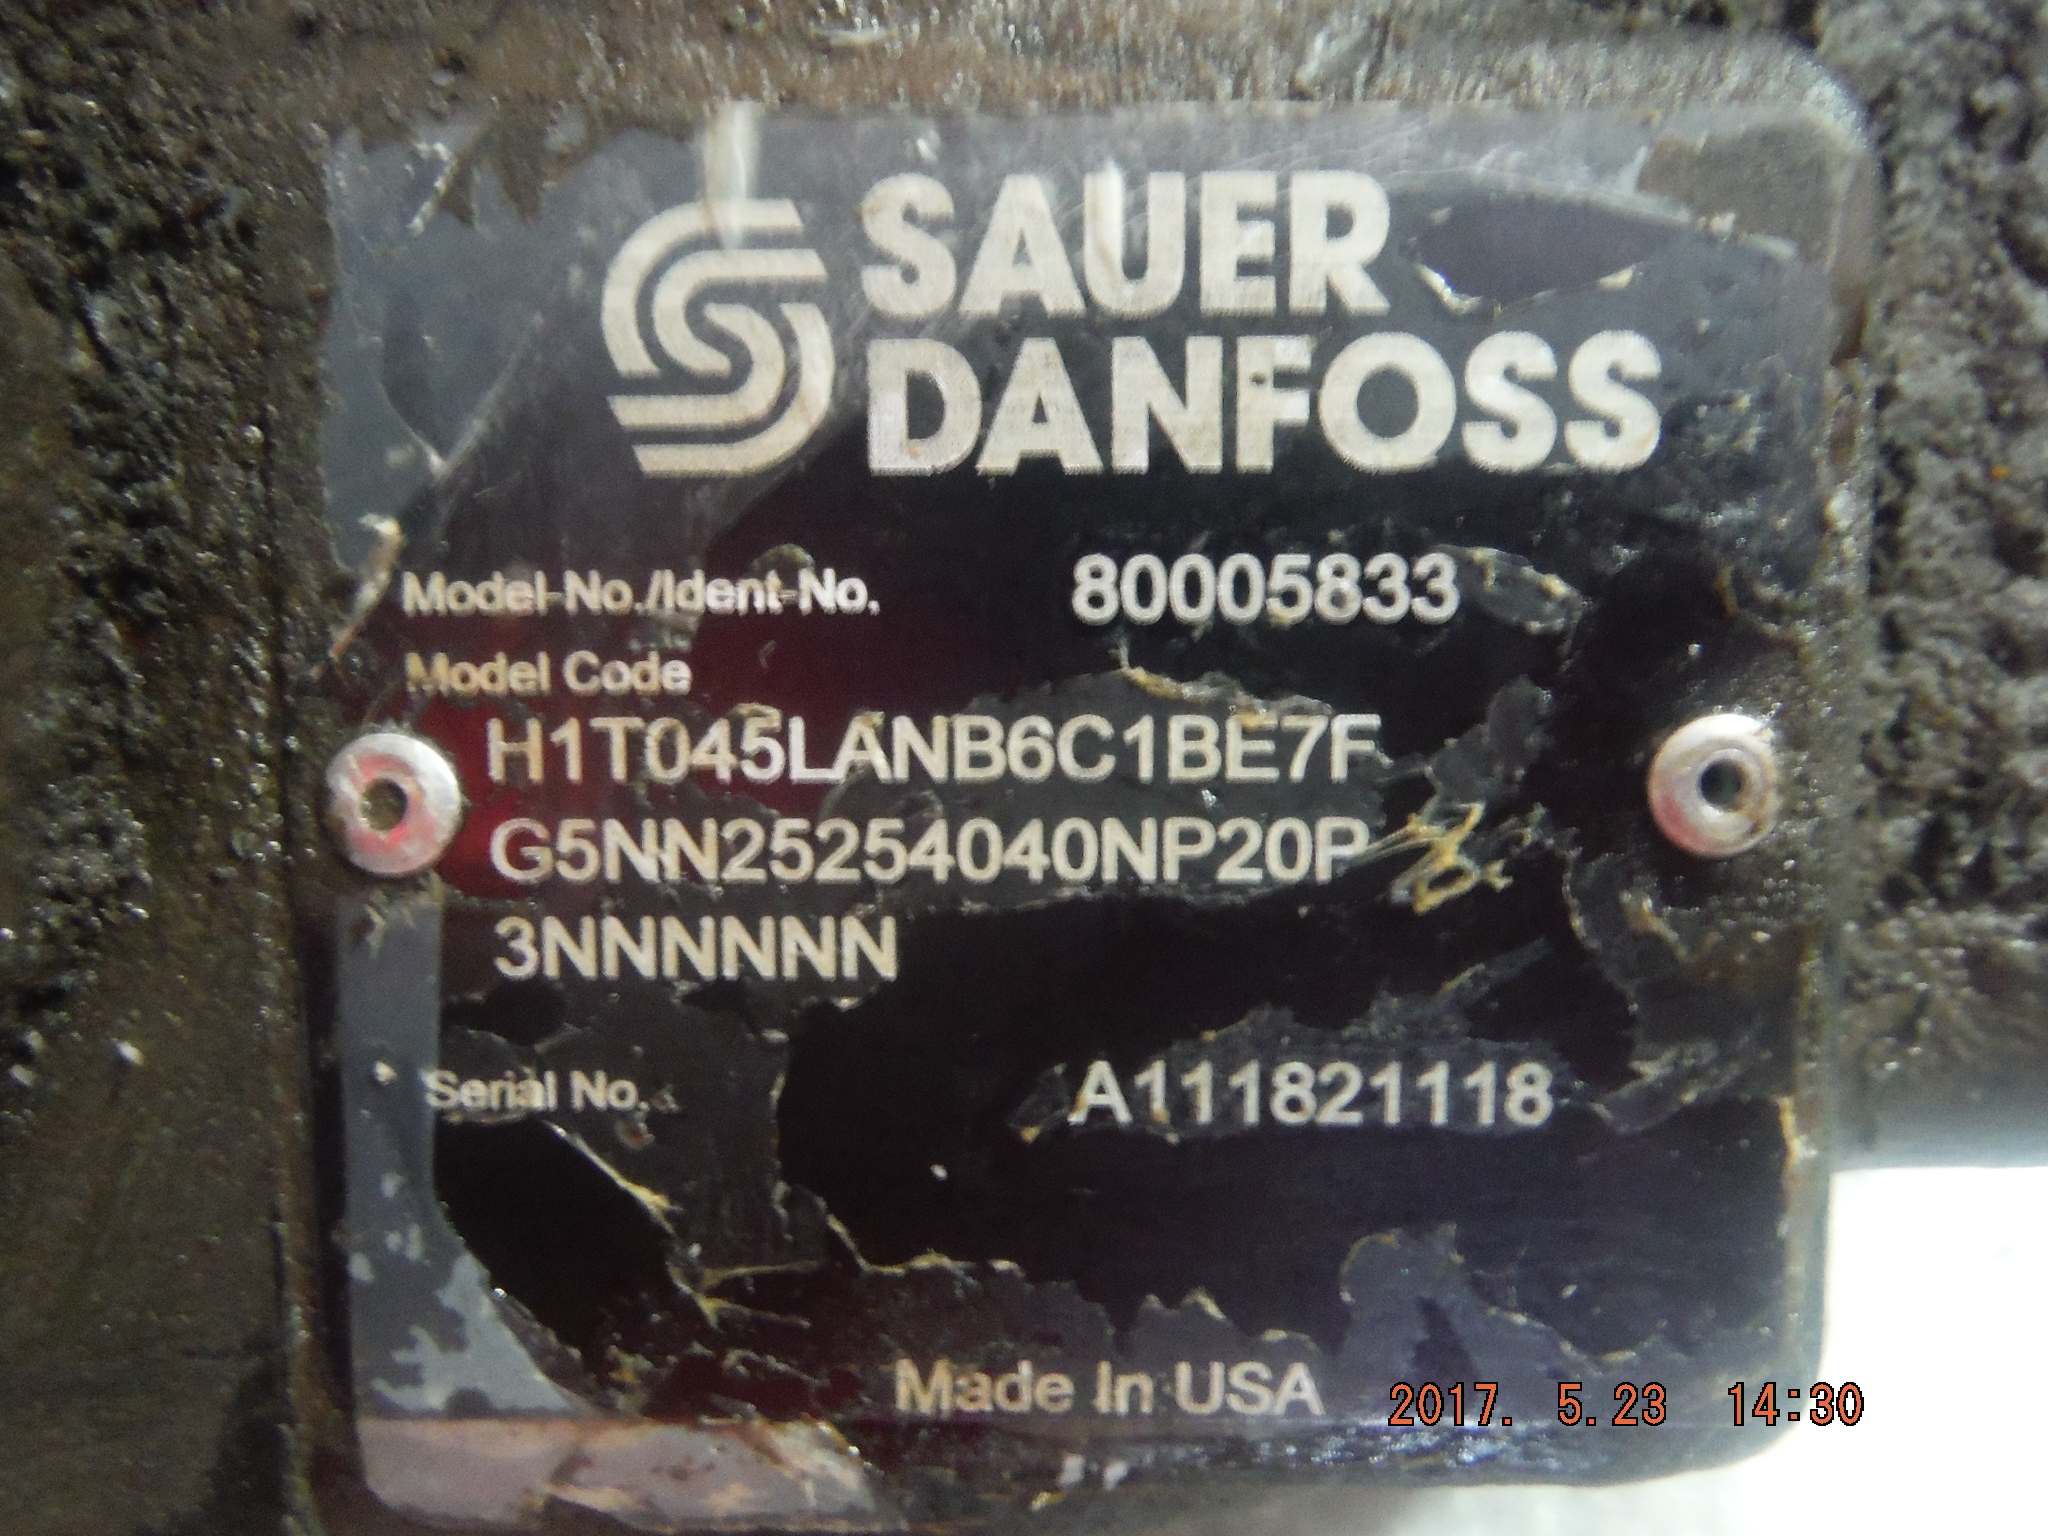 SAUER
DANFOSS
Model-No./Ident-No. 80005833
Model Code
H1T045LANB6C1BE7F
G5NN25254040NP20P
3NNNNNN
Serial No. A111821118
Made In USA
2017. 5.23 14:30